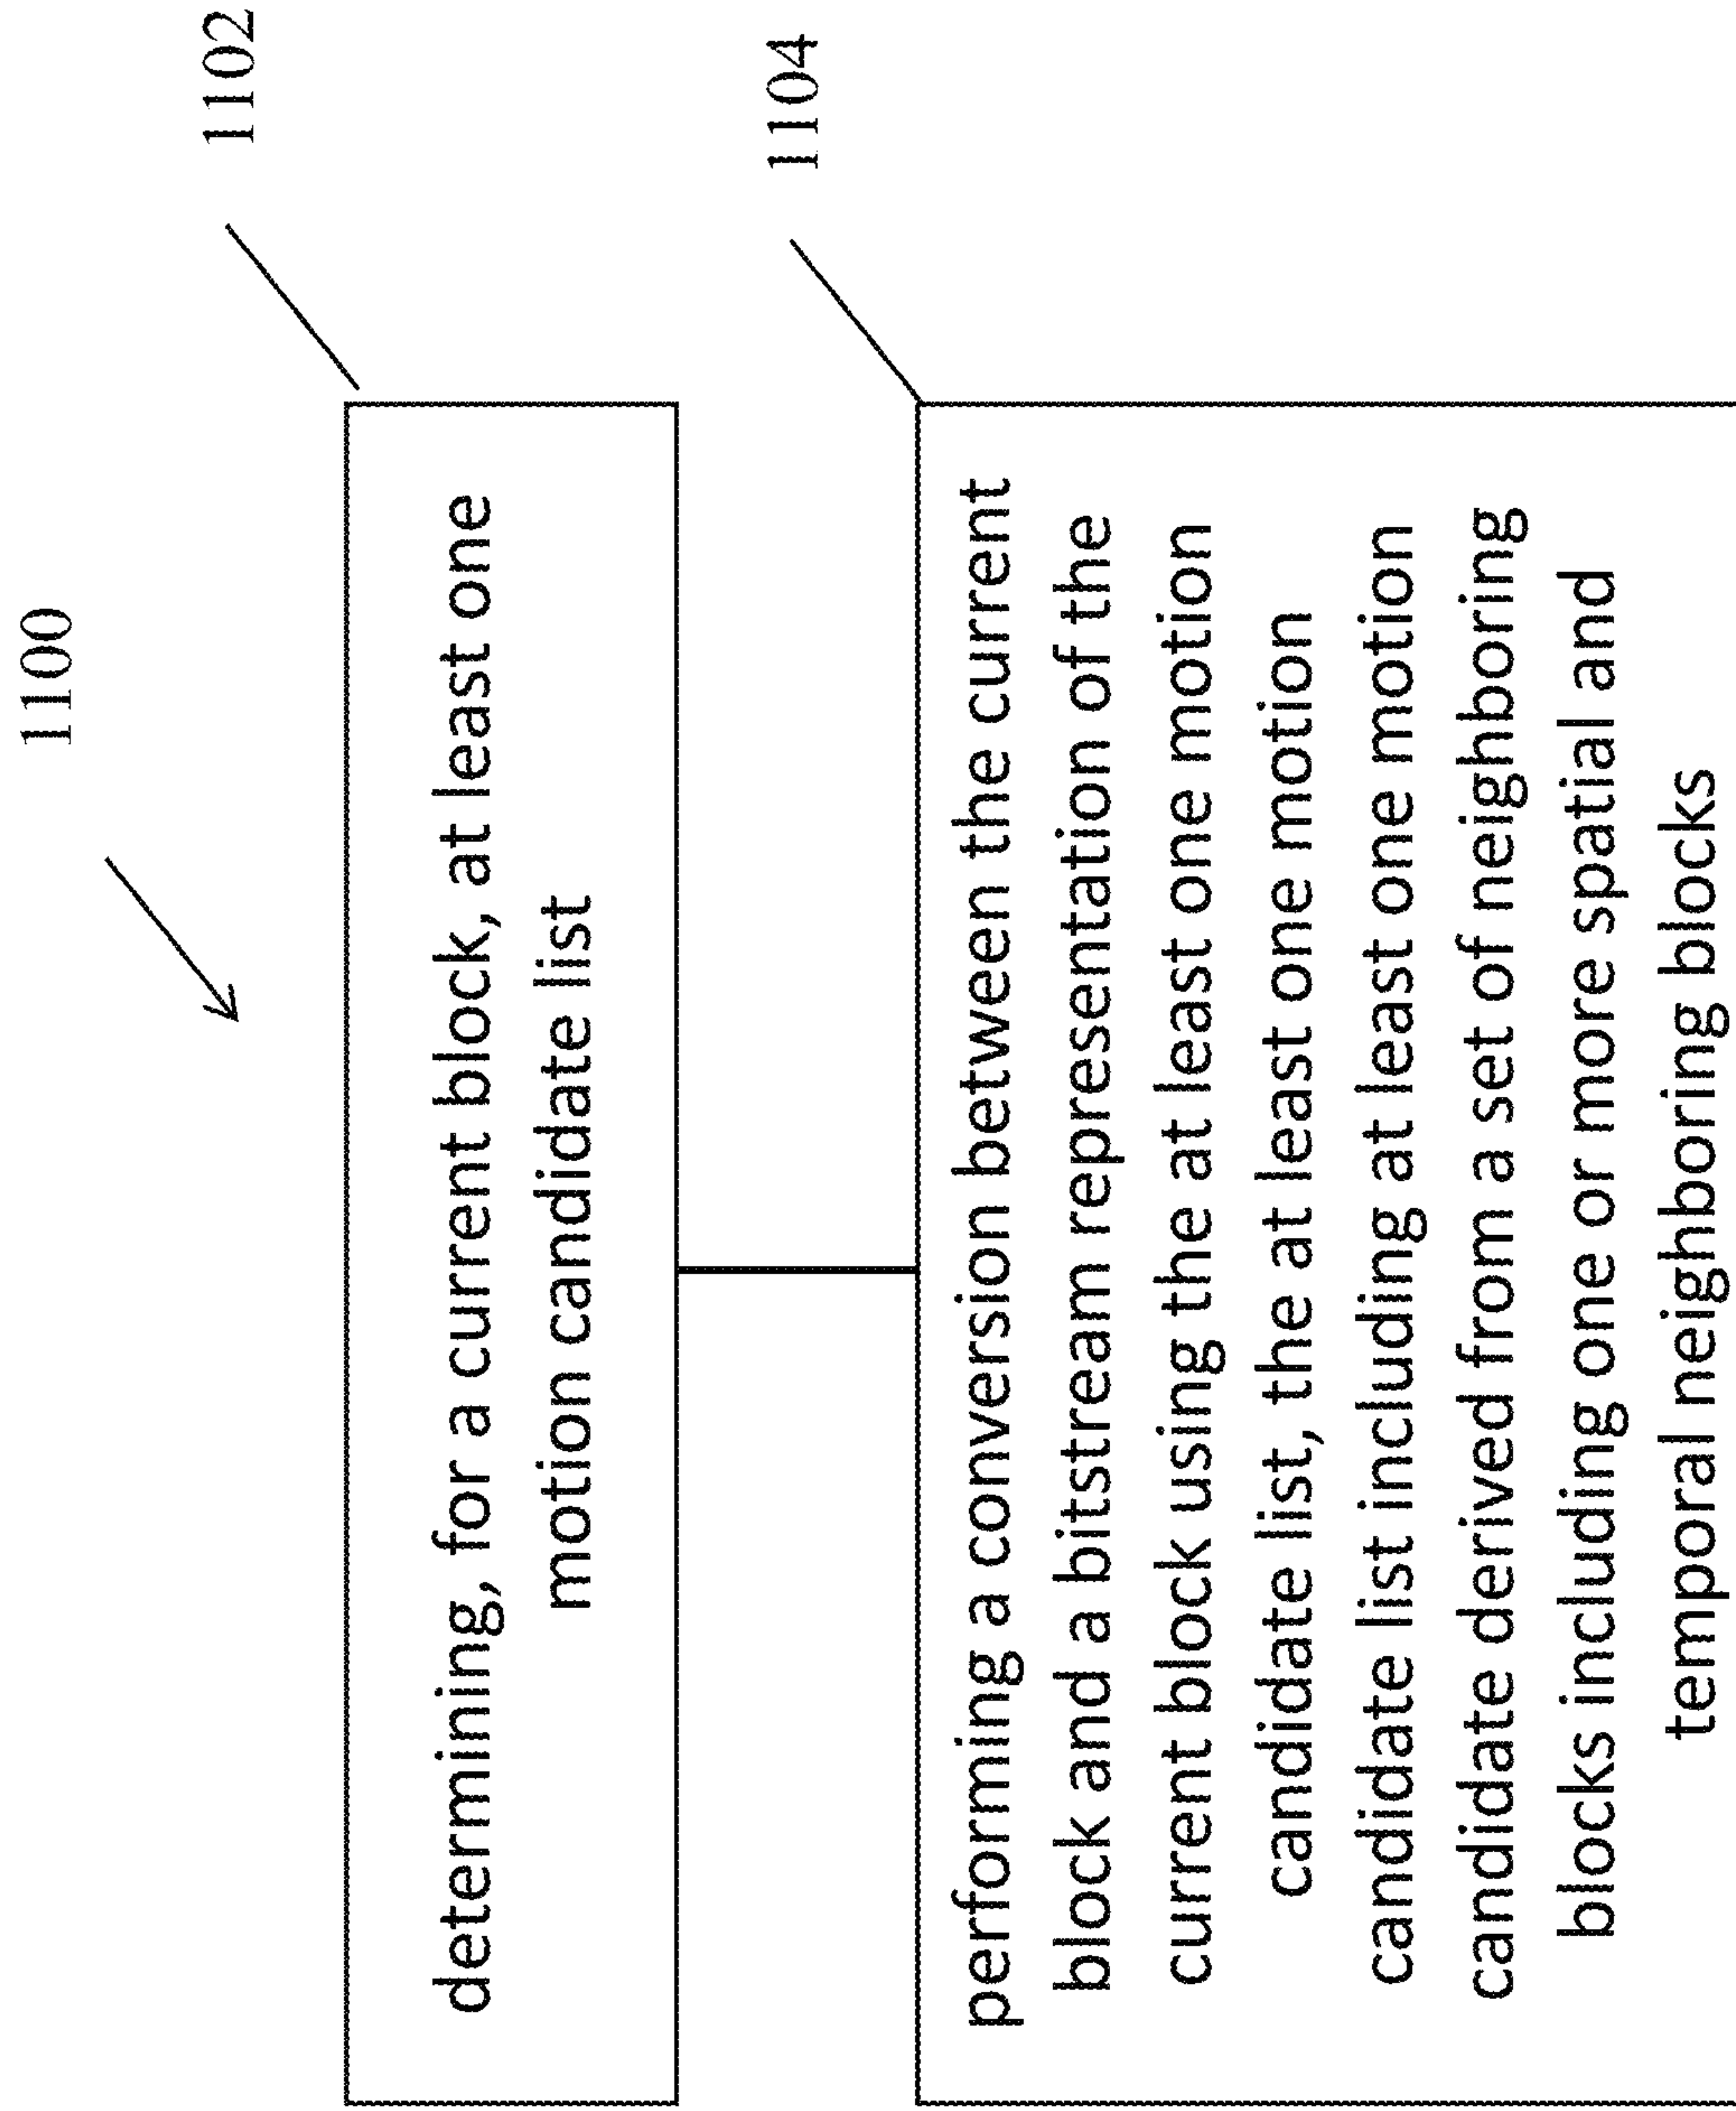 1100
1102
determining, for a current block, at least one
motion candidate list
1104
performing a conversion between the current
block and a bitstream representation of the
current block using the at least one motion
candidate list, the at least one motion
candidate list including at least one motion
candidate derived from a set of neighboring
blocks including one or more spatial and
temporal neighboring blocks